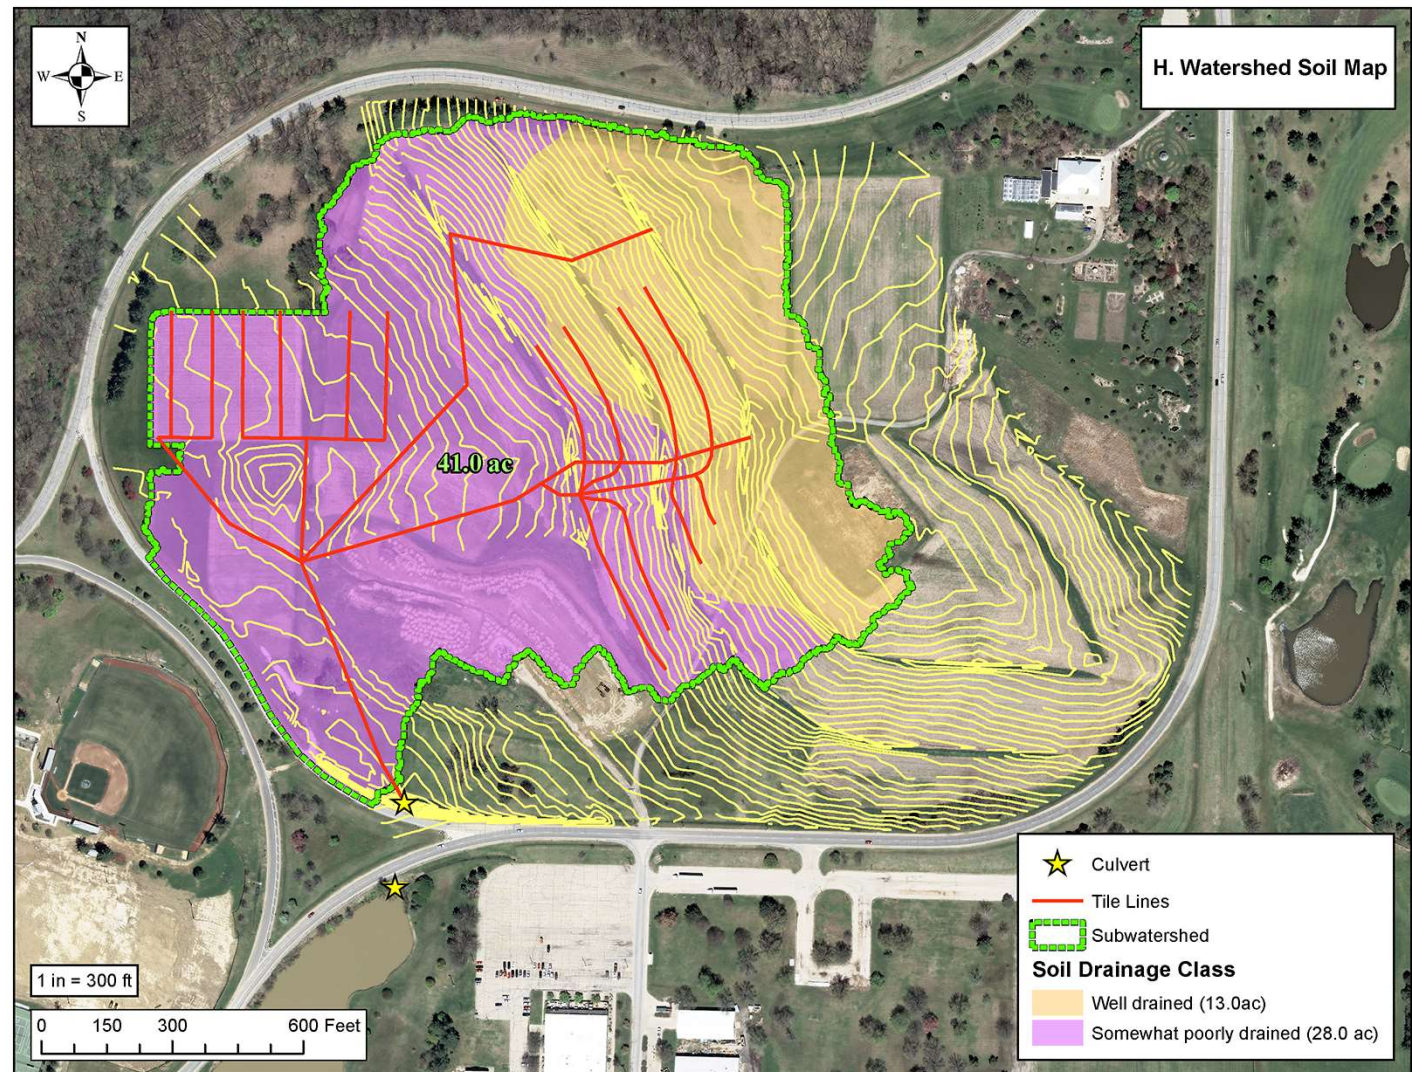 N
W E
S
H. Watershed Soil Map
41.0 ac
Culvert
Tile Lines
Subwatershed
Soil Drainage Class
Well drained (13.0ac)
Somewhat poorly drained (28.0 ac)
1 in = 300 ft
0 150 300 600 Feet